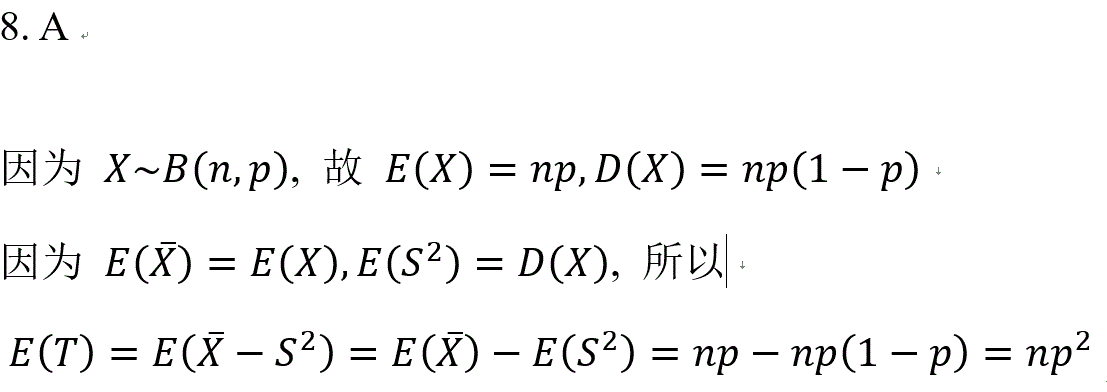 8. A
因为 X~B(n,p), 故 E(X) = np,D(X) = np(1 − p)
因为 E(X̄) = E(X),E(S²) = D(X), 所以
E(T) = E(X̄ − S²) = E(X̄) − E(S²) = np − np(1 − p) = np²